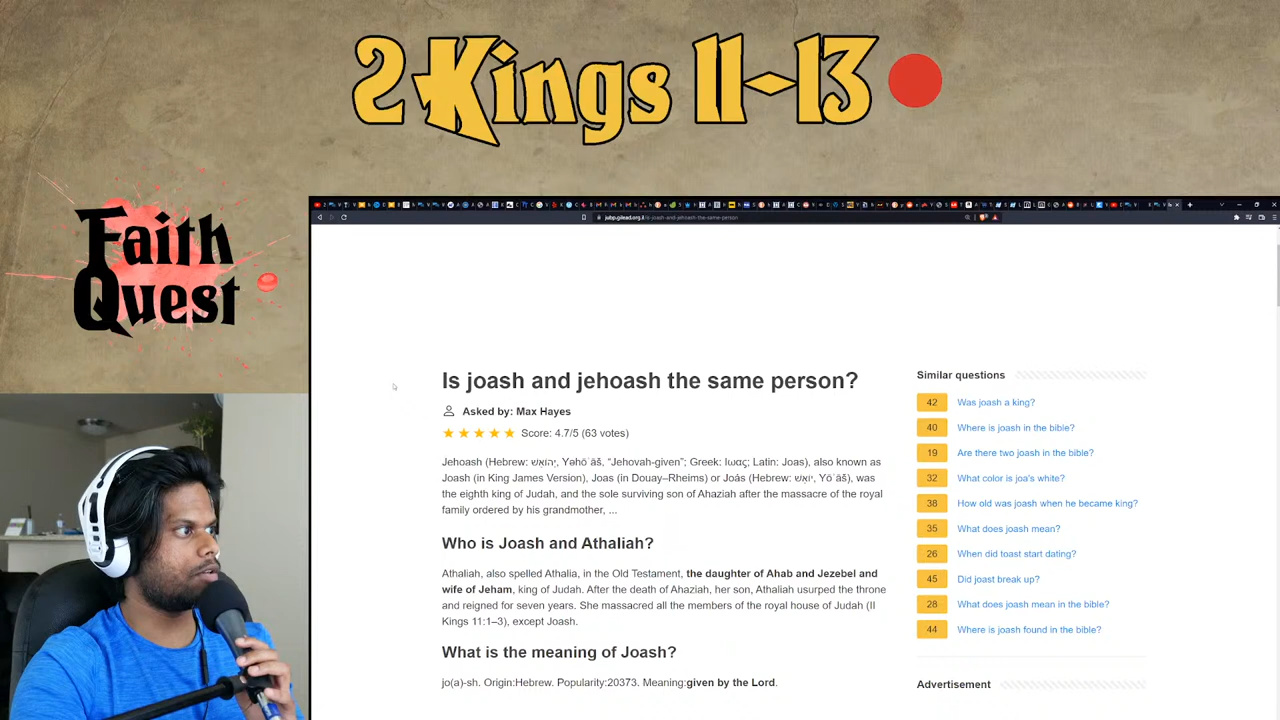 2 Kings 11-13
Faith
Quest
jubp.gilead.org.il/is-joash-and-jehoash-the-same-person
Is joash and jehoash the same person?
Asked by: Max Hayes
Score: 4.7/5 (63 votes)
Jehoash (Hebrew: יְהוֹאָשׁ, Yəhō’āš, “Jehovah-given”; Greek: Ιωας; Latin: Joas), also known as
Joash (in King James Version), Joas (in Douay–Rheims) or Joás (Hebrew: יוֹאָשׁ, Yō’āš), was
the eighth king of Judah, and the sole surviving son of Ahaziah after the massacre of the royal
family ordered by his grandmother, ...
Who is Joash and Athaliah?
Athaliah, also spelled Athalia, in the Old Testament, the daughter of Ahab and Jezebel and
wife of Jeham, king of Judah. After the death of Ahaziah, her son, Athaliah usurped the throne
and reigned for seven years. She massacred all the members of the royal house of Judah (II
Kings 11:1–3), except Joash.
What is the meaning of Joash?
jo(a)-sh. Origin:Hebrew. Popularity:20373. Meaning:given by the Lord.
Similar questions
42 Was joash a king?
40 Where is joash in the bible?
19 Are there two joash in the bible?
32 What color is joa's white?
38 How old was joash when he became king?
35 What does joash mean?
26 When did toast start dating?
45 Did joast break up?
28 What does joash mean in the bible?
44 Where is joash found in the bible?
Advertisement